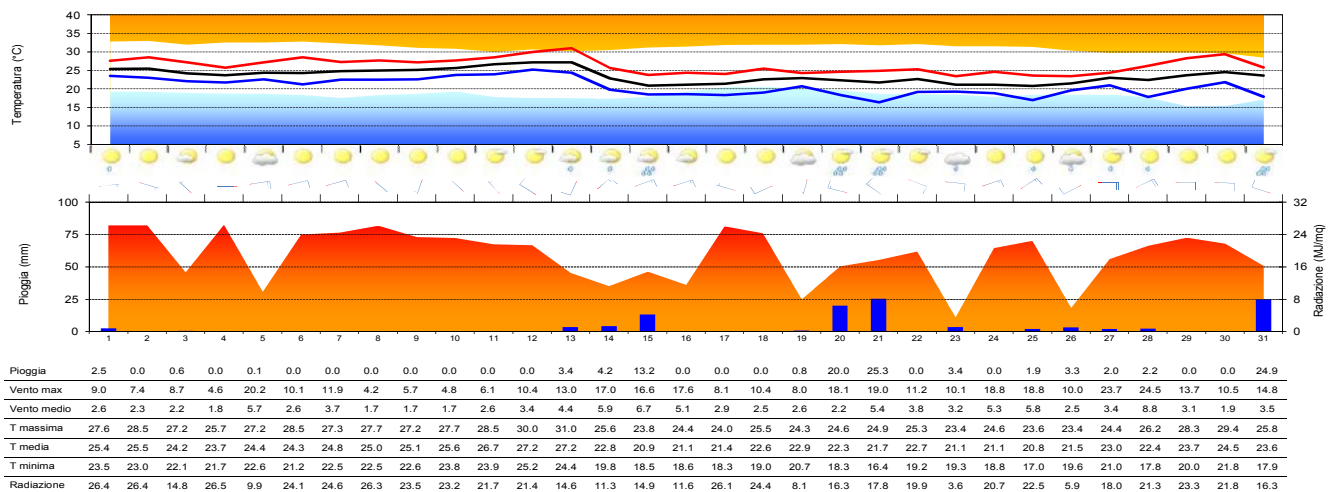 Temperatura (°C)
40
35
30
25
20
15
10
5
Pioggia (mm)
100
75
50
25
0
Radiazione (MJ/mq)
32
24
16
8
0
1 2 3 4 5 6 7 8 9 10 11 12 13 14 15 16 17 18 19 20 21 22 23 24 25 26 27 28 29 30 31
Pioggia 2.5 0.0 0.6 0.0 0.1 0.0 0.0 0.0 0.0 0.0 0.0 0.0 3.4 4.2 13.2 0.0 0.0 0.0 0.8 20.0 25.3 0.0 3.4 0.0 1.9 3.3 1.9 2.2 0.0 0.0 24.9
Vento max 9.0 7.4 8.7 4.6 20.2 10.1 11.9 4.2 5.7 4.8 6.1 10.4 13.0 17.0 16.6 17.6 8.1 10.4 8.0 18.1 19.0 11.2 10.1 18.8 18.8 10.0 23.7 24.5 13.7 10.5 14.8
Vento medio 2.6 2.3 2.2 1.8 5.7 2.6 3.7 1.7 1.7 1.7 2.6 3.4 4.4 5.9 6.7 5.1 2.9 2.5 2.6 2.2 5.4 3.8 3.2 5.3 5.8 2.5 3.4 8.8 3.1 1.9 3.5
T massima 27.6 28.5 27.2 25.7 27.2 28.5 27.3 27.7 27.2 27.7 28.5 30.0 31.0 25.6 23.8 24.4 24.0 25.5 24.3 24.6 24.9 25.3 23.4 24.6 23.6 23.4 24.4 26.2 28.3 29.4 25.8
T media 25.4 25.5 24.2 23.7 24.4 24.3 24.8 25.0 25.1 25.6 26.7 27.2 27.2 22.8 20.9 21.1 21.4 22.6 22.9 22.3 21.7 22.7 21.1 21.1 20.8 21.5 23.0 22.4 23.7 24.5 23.6
T minima 23.5 23.0 22.1 21.7 22.6 21.2 22.5 22.5 22.6 23.8 23.9 25.2 24.4 19.8 18.5 18.6 18.3 19.0 20.7 18.3 16.4 19.2 19.3 18.8 17.0 19.6 21.0 17.8 20.0 21.8 17.9
Radiazione 26.4 26.4 14.8 26.5 9.9 24.1 24.6 26.3 23.5 23.2 21.7 21.4 14.6 11.3 14.9 11.6 26.1 24.4 8.1 16.3 17.8 19.9 3.6 20.7 22.5 5.9 18.0 21.3 23.3 21.8 16.3